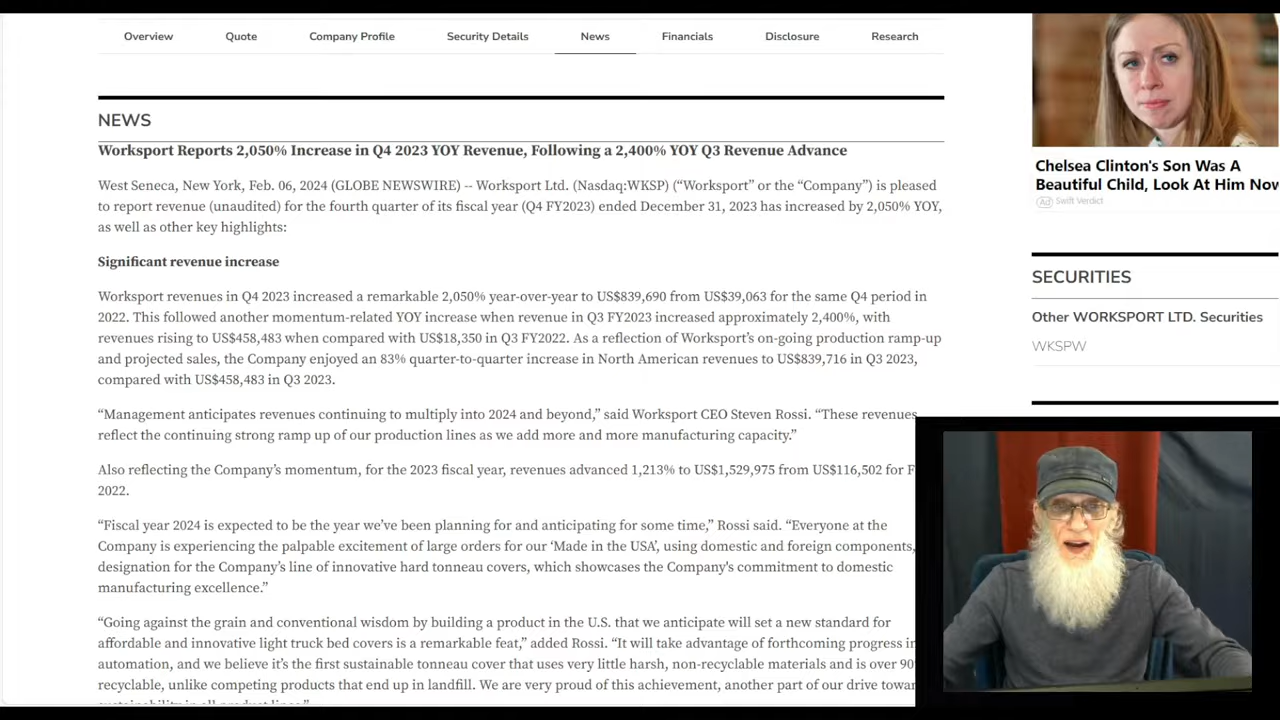 Overview
Quote
Company Profile
Security Details
News
Financials
Disclosure
Research
NEWS
Worksport Reports 2,050% Increase in Q4 2023 YOY Revenue, Following a 2,400% YOY Q3 Revenue Advance
West Seneca, New York, Feb. 06, 2024 (GLOBE NEWSWIRE) -- Worksport Ltd. (Nasdaq:WKSP) (“Worksport” or the “Company”) is pleased
to report revenue (unaudited) for the fourth quarter of its fiscal year (Q4 FY2023) ended December 31, 2023 has increased by 2,050% YOY,
as well as other key highlights:
Significant revenue increase
Worksport revenues in Q4 2023 increased a remarkable 2,050% year-over-year to US$839,690 from US$39,063 for the same Q4 period in
2022. This followed another momentum-related YOY increase when revenue in Q3 FY2023 increased approximately 2,400%, with
revenues rising to US$458,483 when compared with US$18,350 in Q3 FY2022. As a reflection of Worksport’s on-going production ramp-up
and projected sales, the Company enjoyed an 83% quarter-to-quarter increase in North American revenues to US$839,716 in Q3 2023,
compared with US$458,483 in Q3 2023.
“Management anticipates revenues continuing to multiply into 2024 and beyond,” said Worksport CEO Steven Rossi. “These revenues
reflect the continuing strong ramp up of our production lines as we add more and more manufacturing capacity.”
Also reflecting the Company’s momentum, for the 2023 fiscal year, revenues advanced 1,213% to US$1,529,975 from US$116,502 for F
2022.
“Fiscal year 2024 is expected to be the year we’ve been planning for and anticipating for some time,” Rossi said. “Everyone at the
Company is experiencing the palpable excitement of large orders for our ‘Made in the USA’, using domestic and foreign components,
designation for the Company’s line of innovative hard tonneau covers, which showcases the Company's commitment to domestic
manufacturing excellence.”
“Going against the grain and conventional wisdom by building a product in the U.S. that we anticipate will set a new standard for
affordable and innovative light truck bed covers is a remarkable feat,” added Rossi. “It will take advantage of forthcoming progress in
automation, and we believe it’s the first sustainable tonneau cover that uses very little harsh, non-recyclable materials and is over 90
recyclable, unlike competing products that end up in landfill. We are very proud of this achievement, another part of our drive towar
Chelsea Clinton's Son Was A
Beautiful Child, Look At Him Now
Ad Swift Verdict
SECURITIES
Other WORKSPORT LTD. Securities
WKSPW